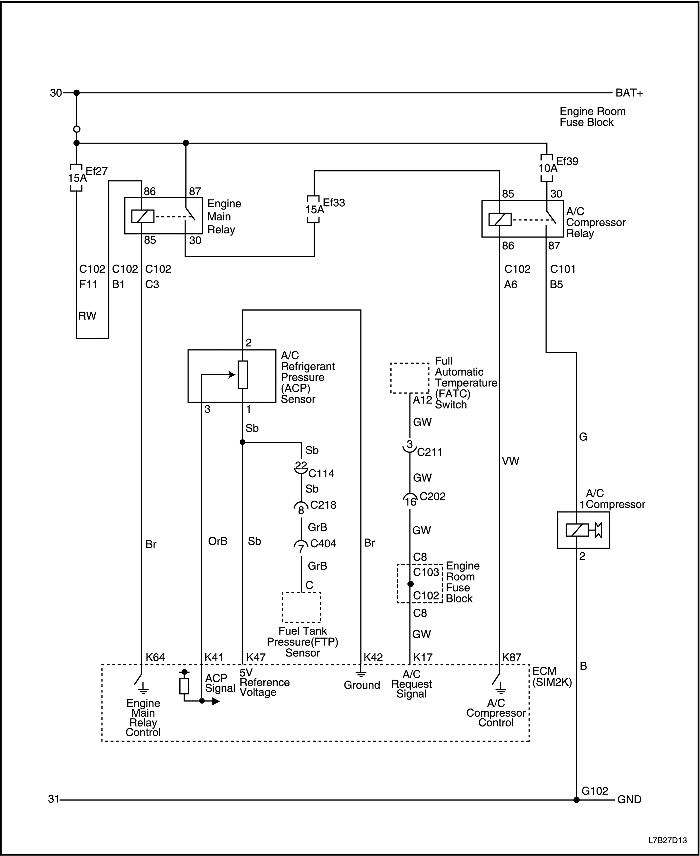 30
BAT+
Engine Room
Fuse Block
Ef27
15A
Ef39
10A
86
87
Engine
Main
Relay
85
30
Ef33
15A
85
30
A/C
Compressor
Relay
86
87
C102
F11
C102
B1
C102
C3
C102
A6
C101
B5
RW
2
A/C
Refrigerant
Pressure
(ACP)
Sensor
3
1
Full
Automatic
Temperature
(FATC)
Switch
A12
GW
Sb
Sb
22
C114
Sb
8
C218
GrB
7
C404
GrB
C
Fuel Tank
Pressure(FTP)
Sensor
3
C211
GW
C202
16
GW
VW
G
A/C
1
Compressor
2
Br
OrB
Sb
Br
C8
C103
C102
C8
Engine
Room
Fuse
Block
GW
B
K64
K41
K47
K42
K17
K87
ECM
(SIM2K)
Engine
Main
Relay
Control
ACP
Signal
5V
Reference
Voltage
Ground
A/C
Request
Signal
A/C
Compressor
Control
31
G102
GND
L7B27D13